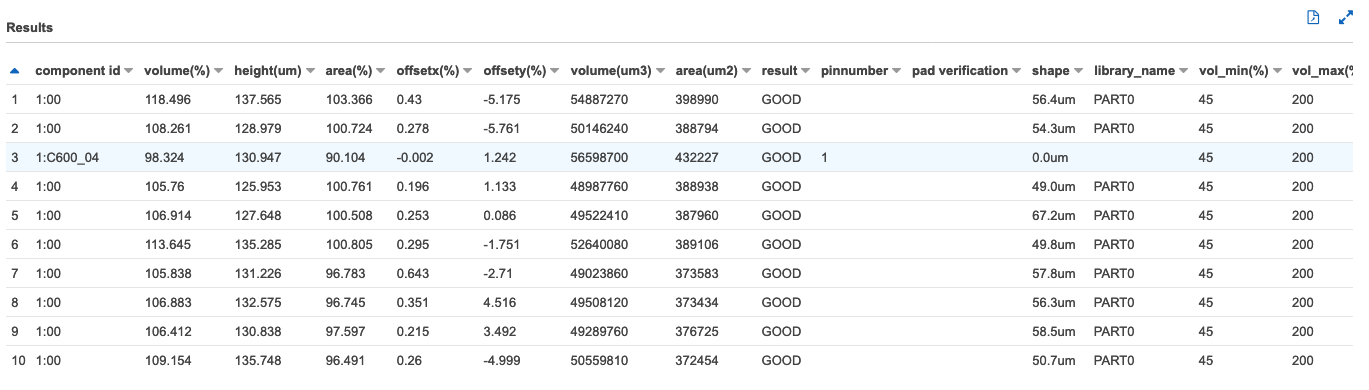 Results
component id volume(%) height(um) area(%) offsetx(%) offsety(%) volume(um3) area(um2) result pinnumber pad verification shape library_name vol_min(%) vol_max(%
1 1:00 118.496 137.565 103.366 0.43 -5.175 54887270 398990 GOOD 56.4um PART0 45 200
2 1:00 108.261 128.979 100.724 0.278 -5.761 50146240 388794 GOOD 54.3um PART0 45 200
3 1:C600_04 98.324 130.947 90.104 -0.002 1.242 56598700 432227 GOOD 1 0.0um 45 200
4 1:00 105.76 125.953 100.761 0.196 1.133 48987760 388938 GOOD 49.0um PART0 45 200
5 1:00 106.914 127.648 100.508 0.253 0.086 49522410 387960 GOOD 67.2um PART0 45 200
6 1:00 113.645 135.285 100.805 0.295 -1.751 52640080 389106 GOOD 49.8um PART0 45 200
7 1:00 105.838 131.226 96.783 0.643 -2.71 49023860 373583 GOOD 57.8um PART0 45 200
8 1:00 106.883 132.575 96.745 0.351 4.516 49508120 373434 GOOD 56.3um PART0 45 200
9 1:00 106.412 130.838 97.597 0.215 3.492 49289760 376725 GOOD 58.5um PART0 45 200
10 1:00 109.154 135.748 96.491 0.26 -4.999 50559810 372454 GOOD 50.7um PART0 45 200